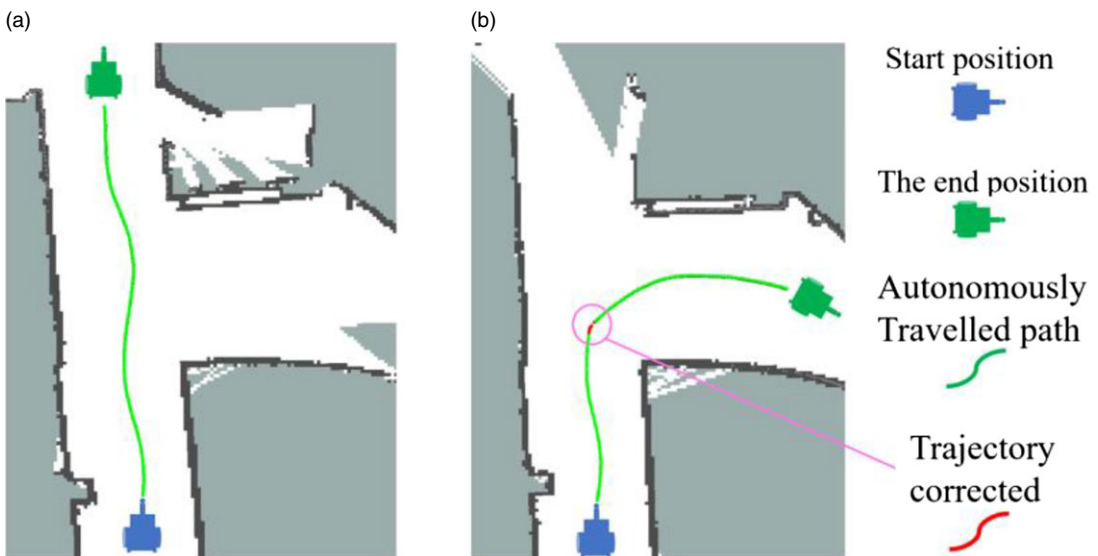 (a)
(b)
Start position
The end position
Autonomously
Travelled path
Trajectory
corrected